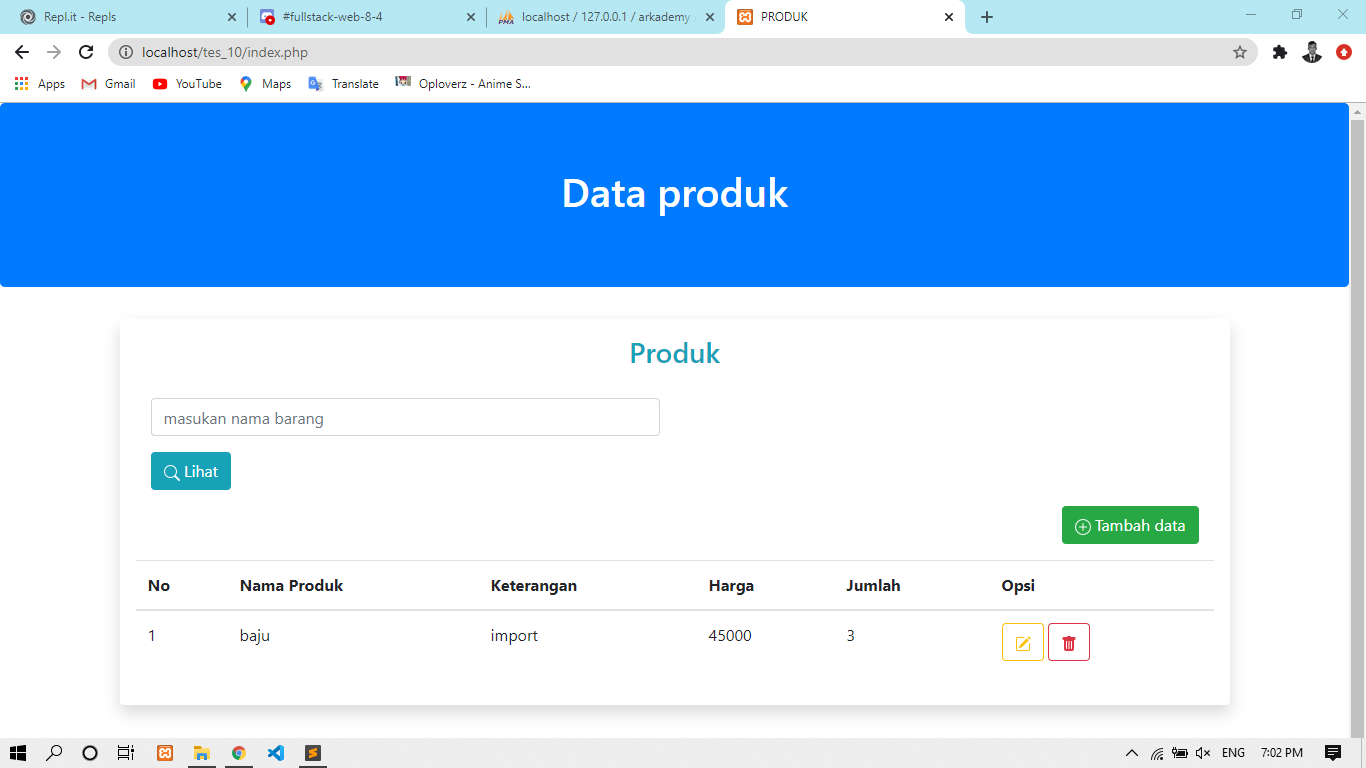 Repl.it - Repls
#fullstack-web-8-4
PMA
localhost / 127.0.0.1 / arkademy
PRODUK
localhost/tes_10/index.php
Apps
Gmail
YouTube
Maps
Translate
Oploverz - Anime S...
Data produk
Produk
masukan nama barang
Lihat
Tambah data
No Nama Produk Keterangan Harga Jumlah Opsi
1 baju import 45000 3
ENG
7:02 PM